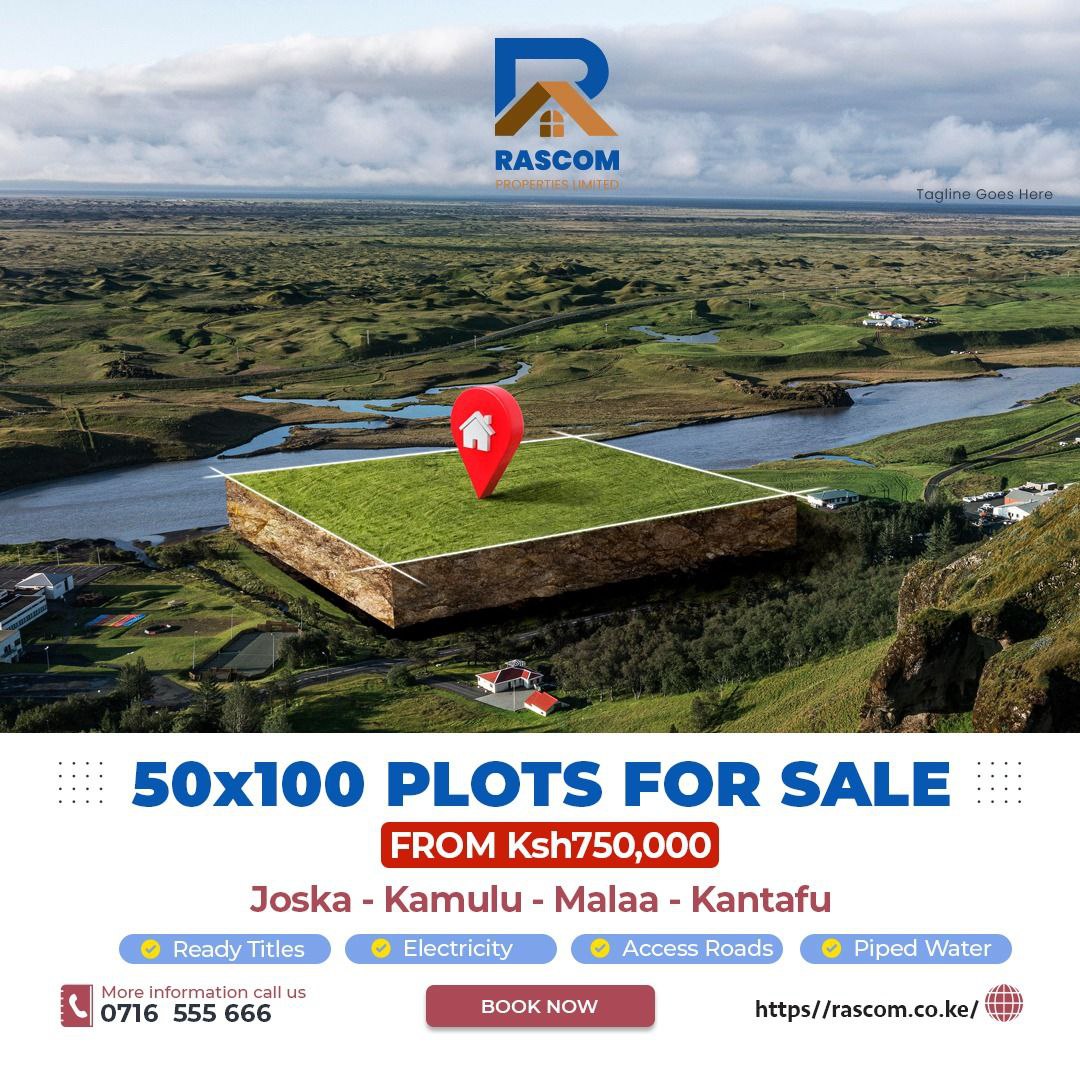 RASCOM
PROPERTIES LIMITED
Tagline Goes Here
50x100 PLOTS FOR SALE
FROM Ksh750,000
Joska - Kamulu - Malaa - Kantafu
Ready Titles Electricity Access Roads Piped Water
More information call us
0716 555 666
BOOK NOW
https//rascom.co.ke/